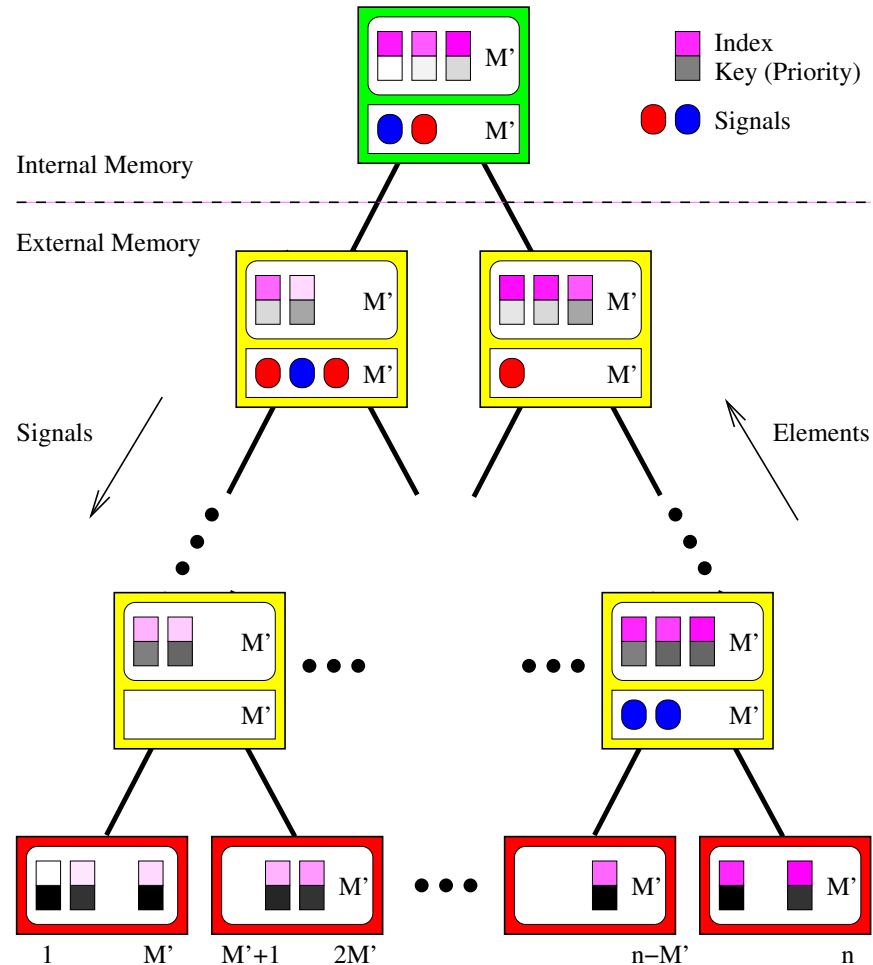 M’
Index
Key (Priority)
M’
Signals
Internal Memory
External Memory
M’
M’
M’
M’
Signals
Elements
M’
M’
M’
M’
M’
M’
M’
1
M’
M’+1
2M’
n−M’
n